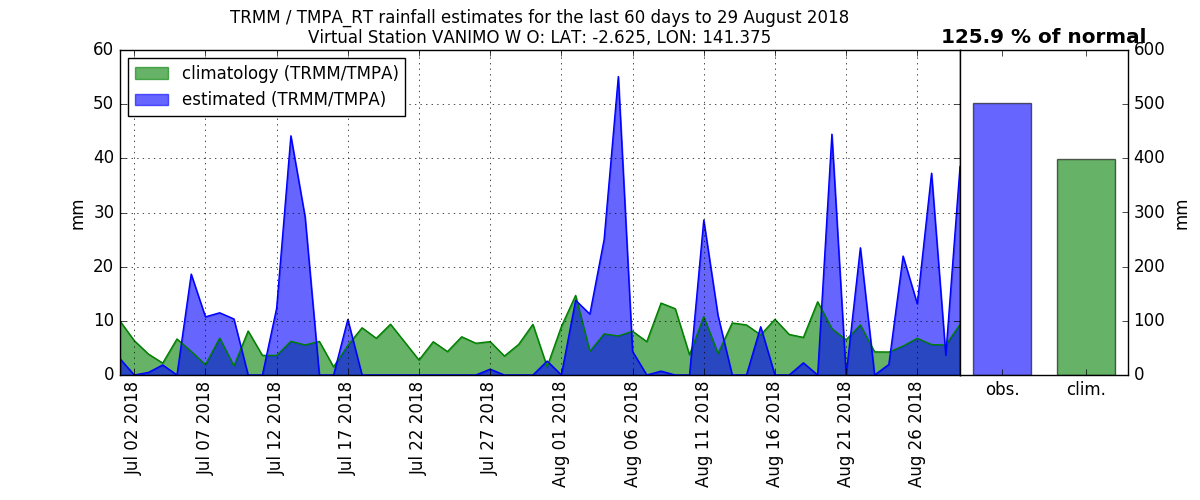 TRMM / TMPA_RT rainfall estimates for the last 60 days to 29 August 2018
Virtual Station VANIMO W O: LAT: -2.625, LON: 141.375
125.9 % of normal
climatology (TRMM/TMPA)
estimated (TRMM/TMPA)
60
50
40
30
20
10
0
mm
Jul 02 2018
Jul 07 2018
Jul 12 2018
Jul 17 2018
Jul 22 2018
Jul 27 2018
Aug 01 2018
Aug 06 2018
Aug 11 2018
Aug 16 2018
Aug 21 2018
Aug 26 2018
obs.
clim.
600
500
400
300
200
100
0
mm